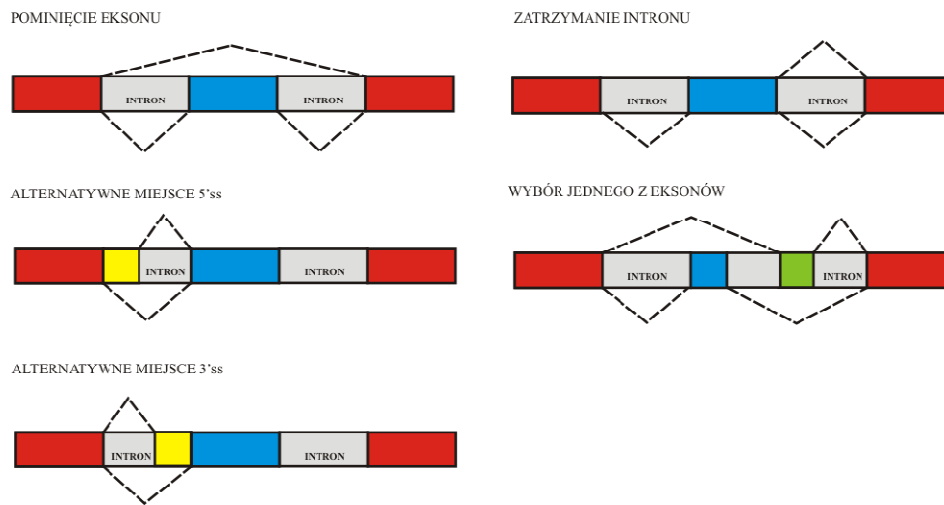 POMINIĘCIE EKSONU
INTRON INTRON
ZATRZYMANIE INTRONU
INTRON INTRON
ALTERNATYWNE MIEJSCE 5'ss
INTRON INTRON
WYBÓR JEDNEGO Z EKSONÓW
INTRON INTRON
ALTERNATYWNE MIEJSCE 3'ss
INTRON INTRON